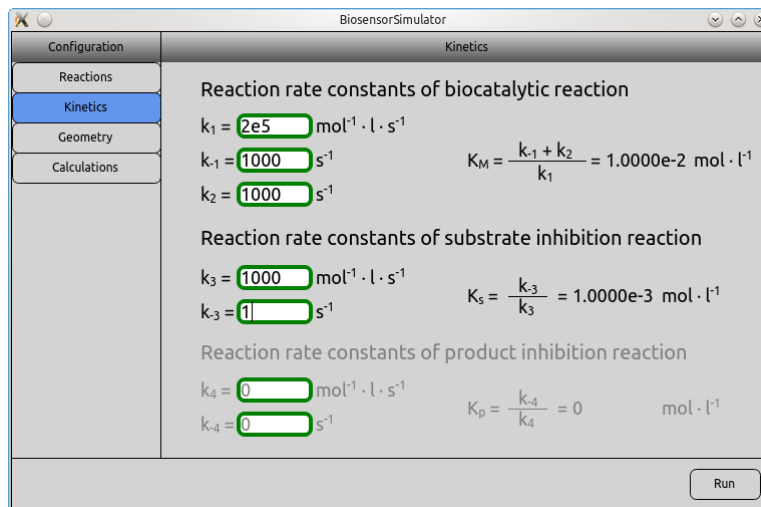 BiosensorSimulator
Configuration
Kinetics
Reactions
Kinetics
Geometry
Calculations
Reaction rate constants of biocatalytic reaction
k₁ = 2e5 mol⁻¹ · l · s⁻¹
k₋₁ = 1000 s⁻¹
k₂ = 1000 s⁻¹
K_M = (k₋₁ + k₂) / k₁ = 1.0000e-2 mol · l⁻¹
Reaction rate constants of substrate inhibition reaction
k₃ = 1000 mol⁻¹ · l · s⁻¹
k₋₃ = 1 s⁻¹
Kₛ = k₋₃ / k₃ = 1.0000e-3 mol · l⁻¹
Reaction rate constants of product inhibition reaction
k₄ = 0 mol⁻¹ · l · s⁻¹
k₋₄ = 0 s⁻¹
Kₚ = k₋₄ / k₄ = 0 mol · l⁻¹
Run